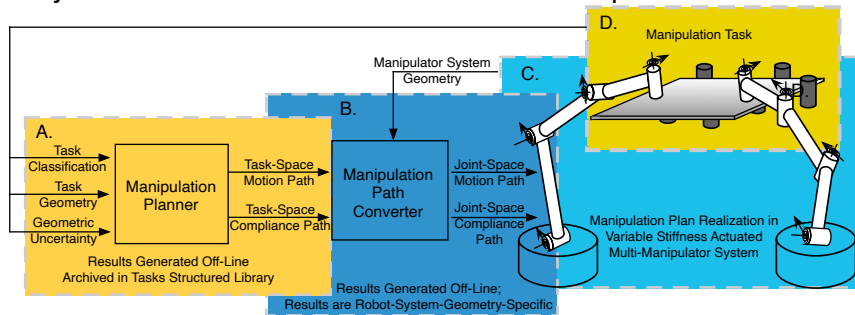 D.
Manipulation Task
Manipulator System
Geometry
C.
B.
A.
Task
Classification
Task
Geometry
Geometric
Uncertainty
Manipulation
Planner
Task-Space
Motion Path
Task-Space
Compliance Path
Manipulation
Path
Converter
Joint-Space
Motion Path
Joint-Space
Compliance
Path
Results Generated Off-Line
Archived in Tasks Structured Library
Results Generated Off-Line;
Results are Robot-System-Geometry-Specific
Manipulation Plan Realization in
Variable Stiffness Actuated
Multi-Manipulator System